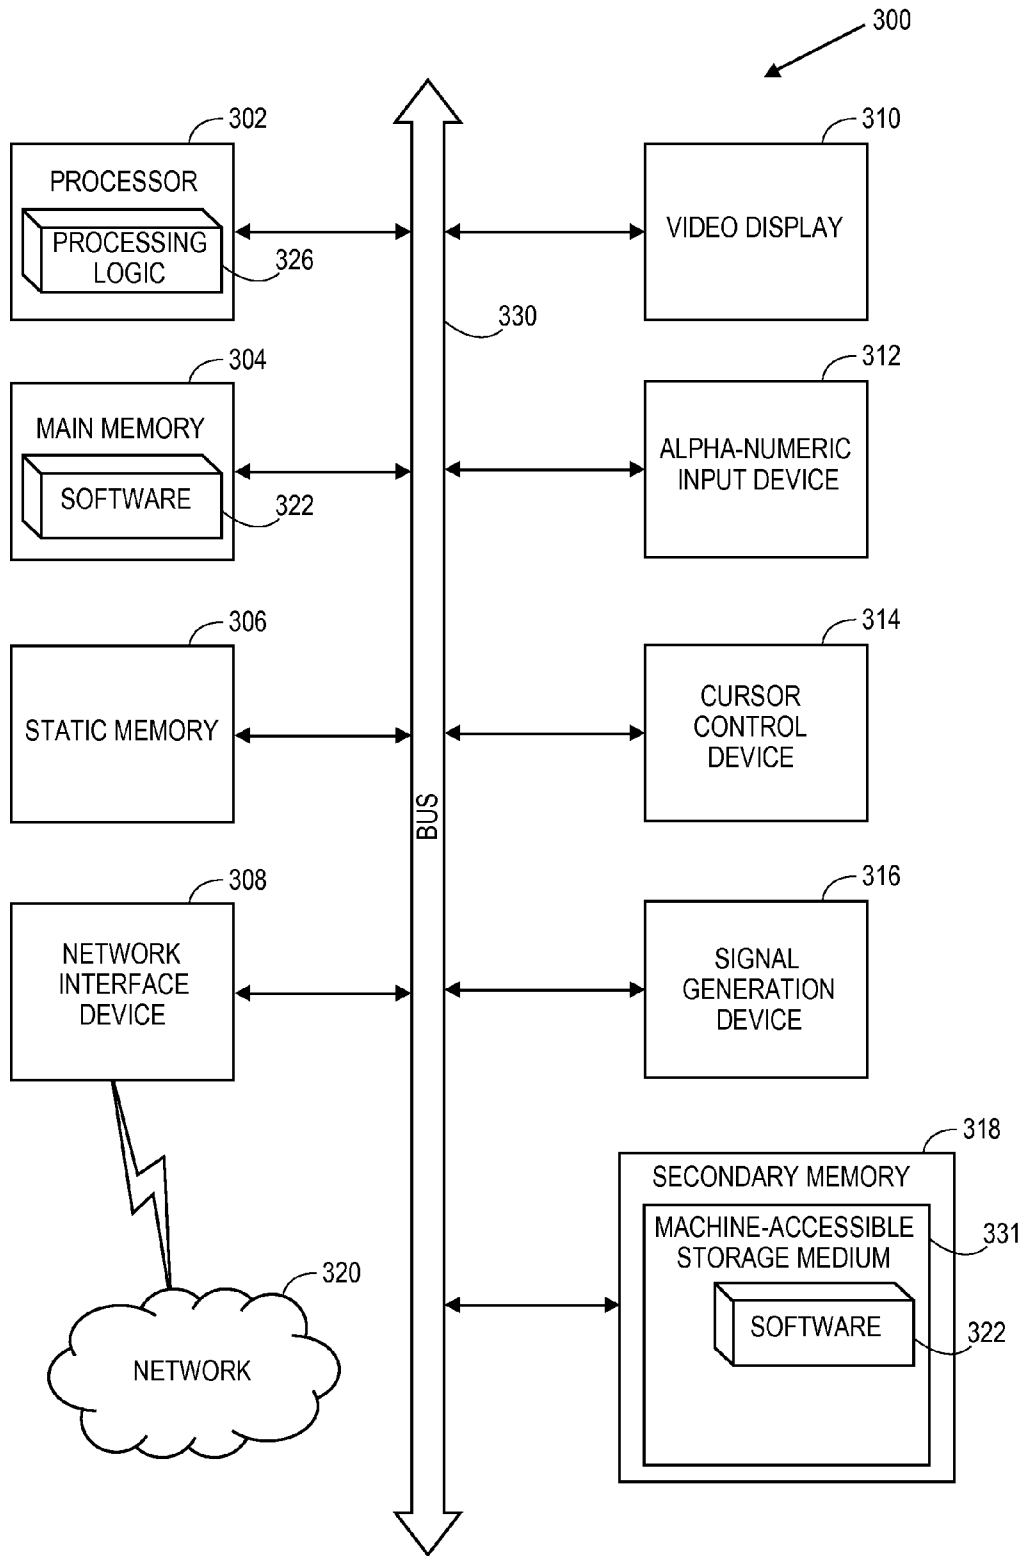 300
302
PROCESSOR
PROCESSING
LOGIC
326
310
VIDEO DISPLAY
330
304
MAIN MEMORY
SOFTWARE
322
312
ALPHA-NUMERIC
INPUT DEVICE
306
STATIC MEMORY
314
CURSOR
CONTROL
DEVICE
BUS
308
NETWORK
INTERFACE
DEVICE
316
SIGNAL
GENERATION
DEVICE
318
SECONDARY MEMORY
MACHINE-ACCESSIBLE
STORAGE MEDIUM
331
SOFTWARE
322
320
NETWORK